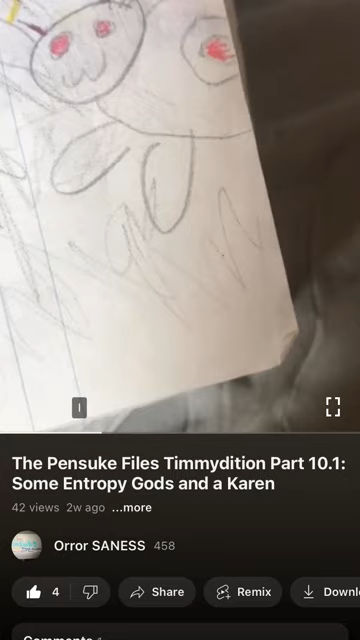 The Pensuke Files Timmydition Part 10.1:
Some Entropy Gods and a Karen
42 views 2w ago ...more
Orror SANESS 458
4 Share Remix Downl